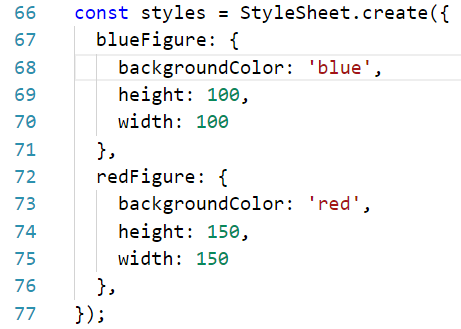 66 const styles = StyleSheet.create({
67   blueFigure: {
68     backgroundColor: 'blue',
69     height: 100,
70     width: 100
71   },
72   redFigure: {
73     backgroundColor: 'red',
74     height: 150,
75     width: 150
76   },
77 });